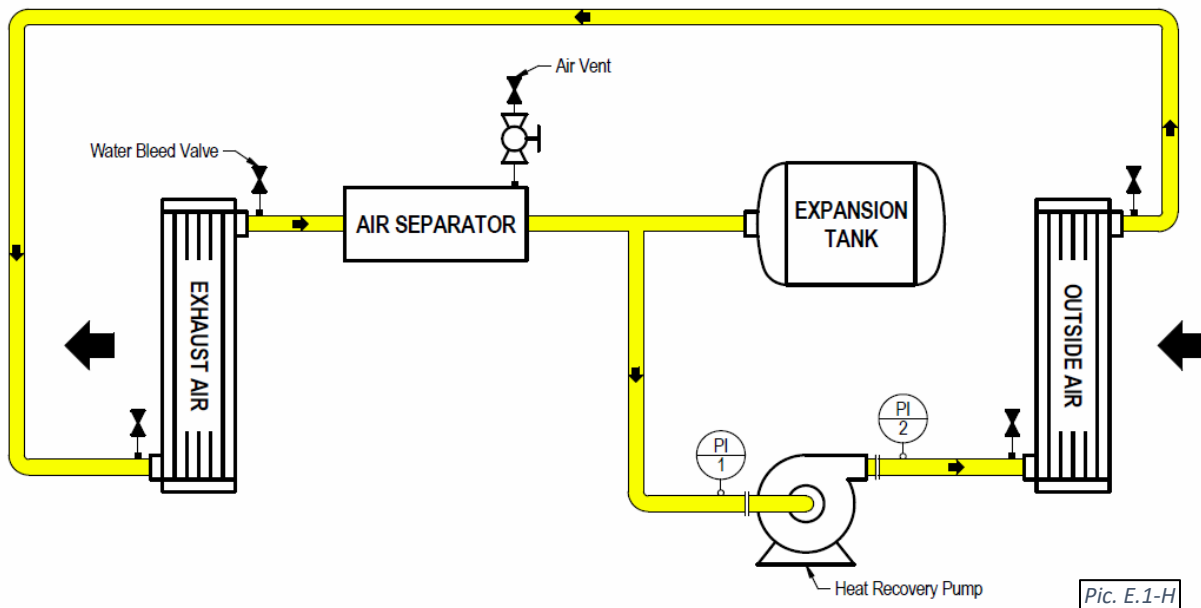 Air Vent
Water Bleed Valve
AIR SEPARATOR
EXPANSION
TANK
EXHAUST AIR
OUTSIDE AIR
PI
1
PI
2
Heat Recovery Pump
Pic. E.1-H